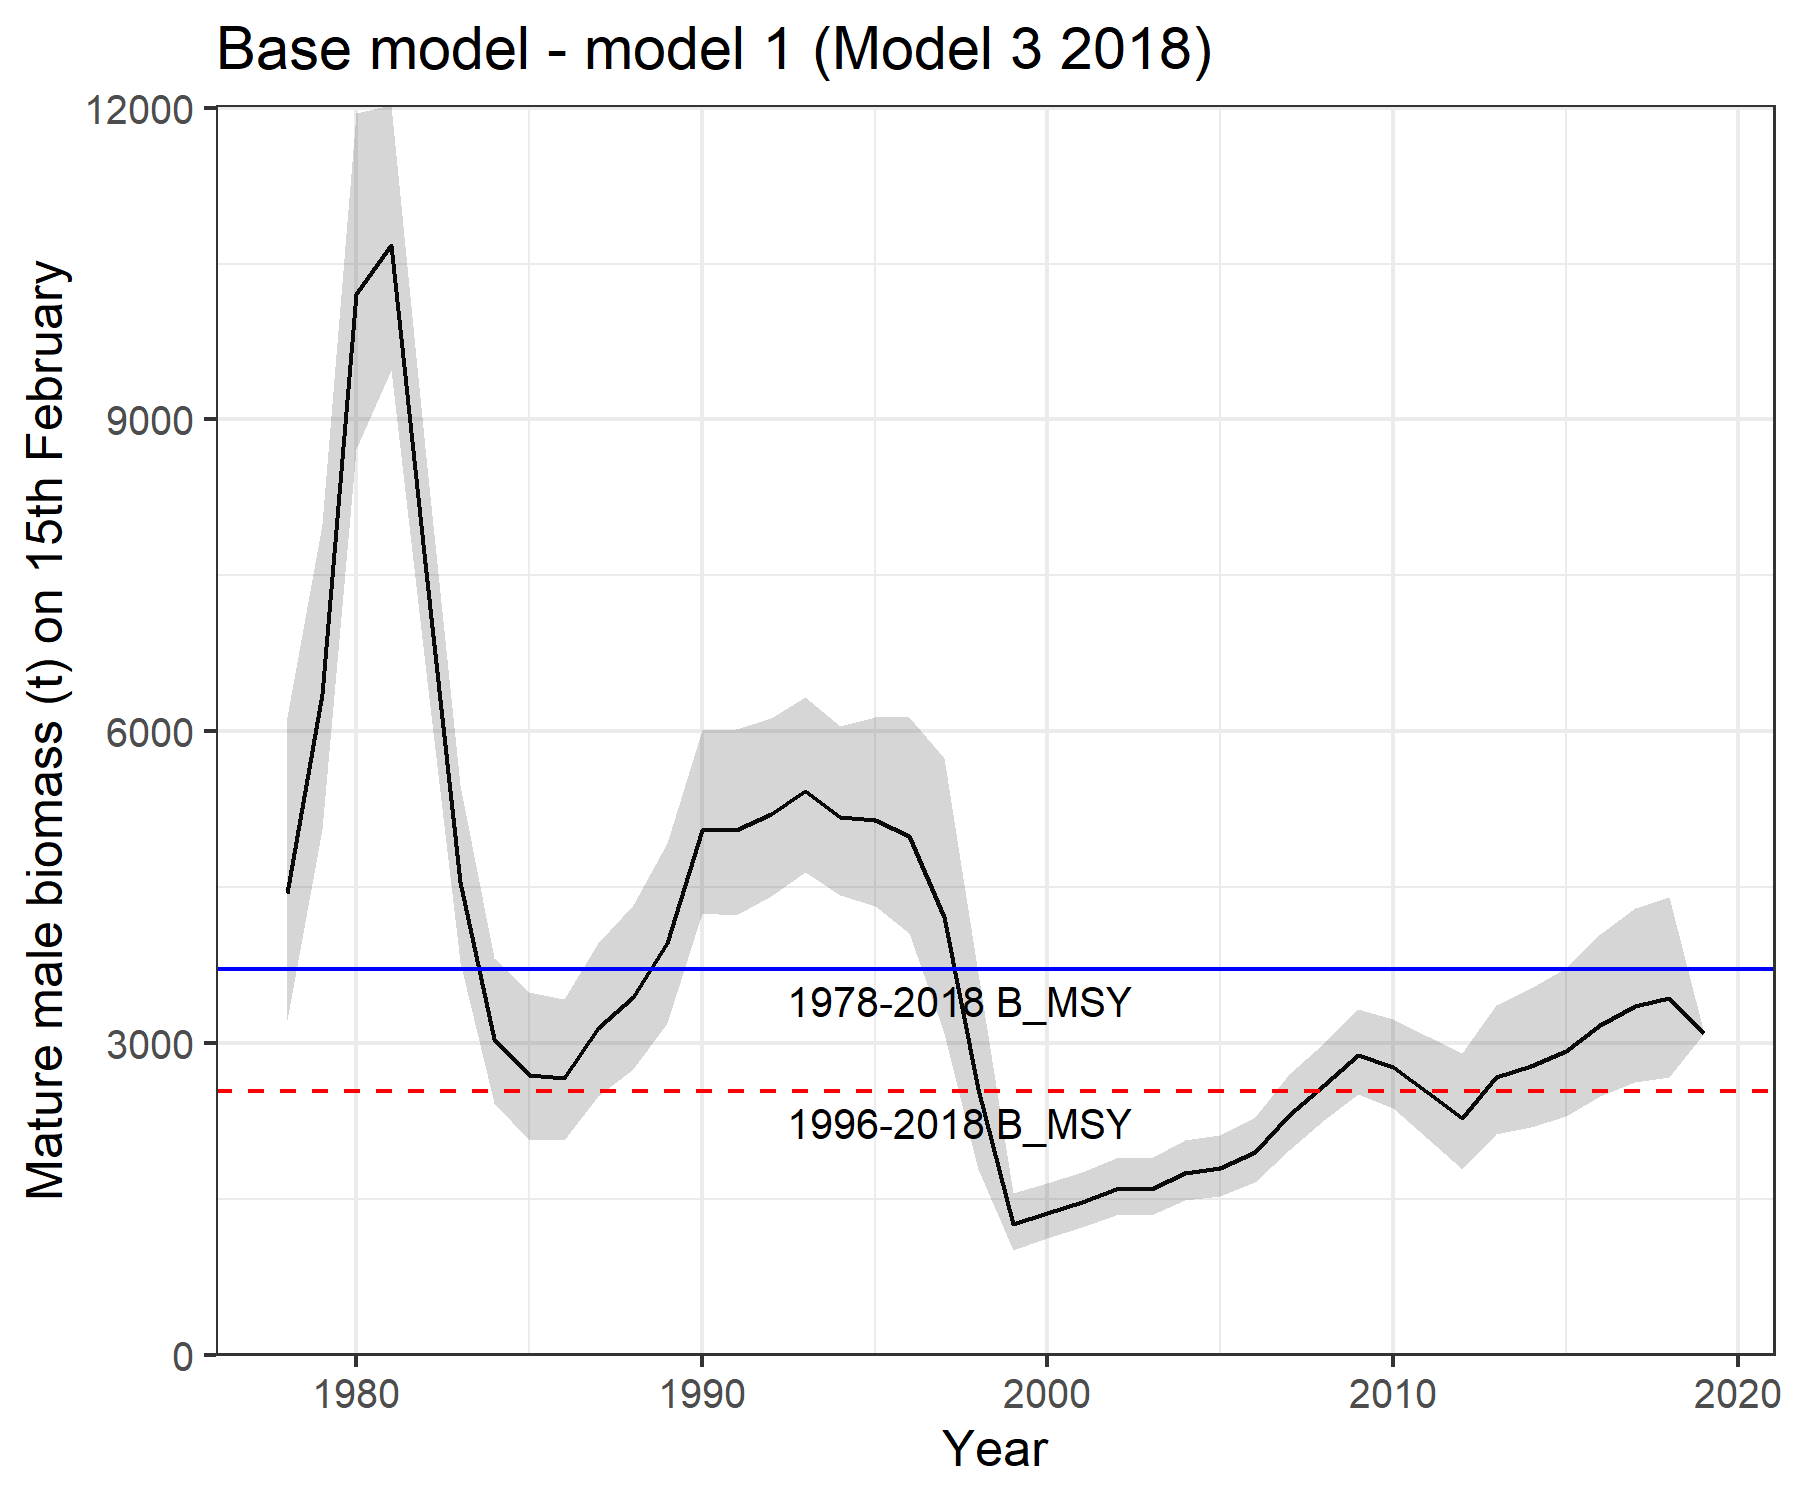 Base model - model 1 (Model 3 2018)
Mature male biomass (t) on 15th February
12000
9000
6000
3000
0
1978-2018 B_MSY
1996-2018 B_MSY
1980 1990 2000 2010 2020
Year